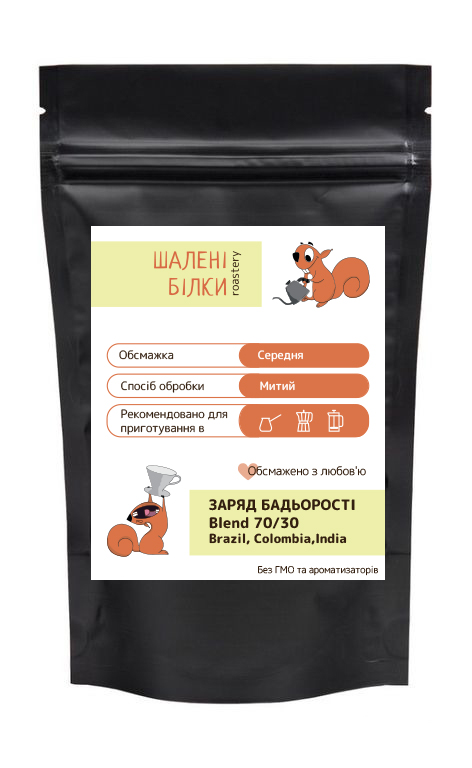 ШАЛЕНІ
БІЛКИ
roastery
Обсмажка
Середня
Спосіб обробки
Митий
Рекомендовано для
приготування в
Обсмажено з любов'ю
ЗАРЯД БАДЬОРОСТІ
Blend 70/30
Brazil, Colombia,India
Без ГМО та ароматизаторів